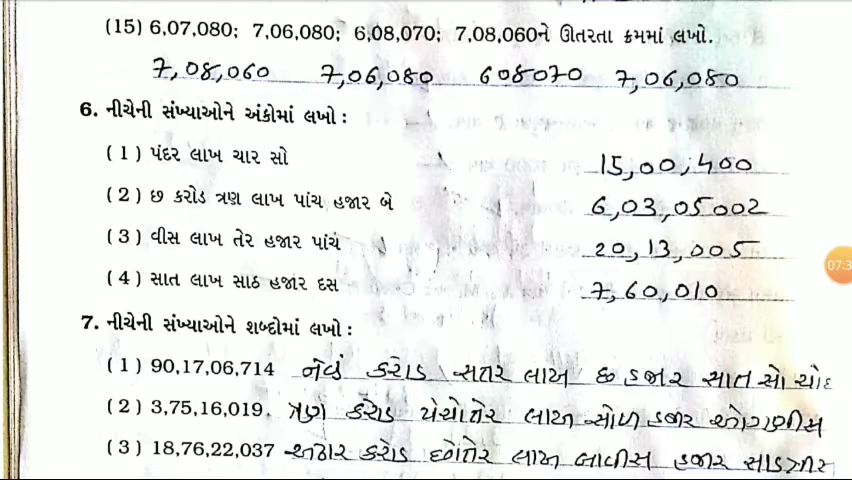 (15) 6,07,080; 7,06,080; 6,08,070; 7,08,060ને ઊતરતા ક્રમમાં લખો.
7,08,060 7,06,080 608070 7,06,080
6. નીચેની સંખ્યાઓને અંકોમાં લખો :
(1) પંદર લાખ ચાર સો 15,00,400
(2) છ કરોડ ત્રણ લાખ પાંચ હજાર બે 6,03,05002
(3) વીસ લાખ તેર હજાર પાંચ 20,13,005
(4) સાત લાખ સાઠ હજાર દસ 7,60,010
7. નીચેની સંખ્યાઓને શબ્દોમાં લખો :
(1) 90,17,06,714 નેવું કરોડ સતર લાખ છ હજાર સાત સો ચોદ
(2) 3,75,16,019. ત્રણ કરોડ પંચોતેર લાખ સોળ હજાર ઓગણીસ
(3) 18,76,22,037 અઢાર કરોડ છોતેર લાખ બાવીસ હજાર સાડત્રીસ
07:3